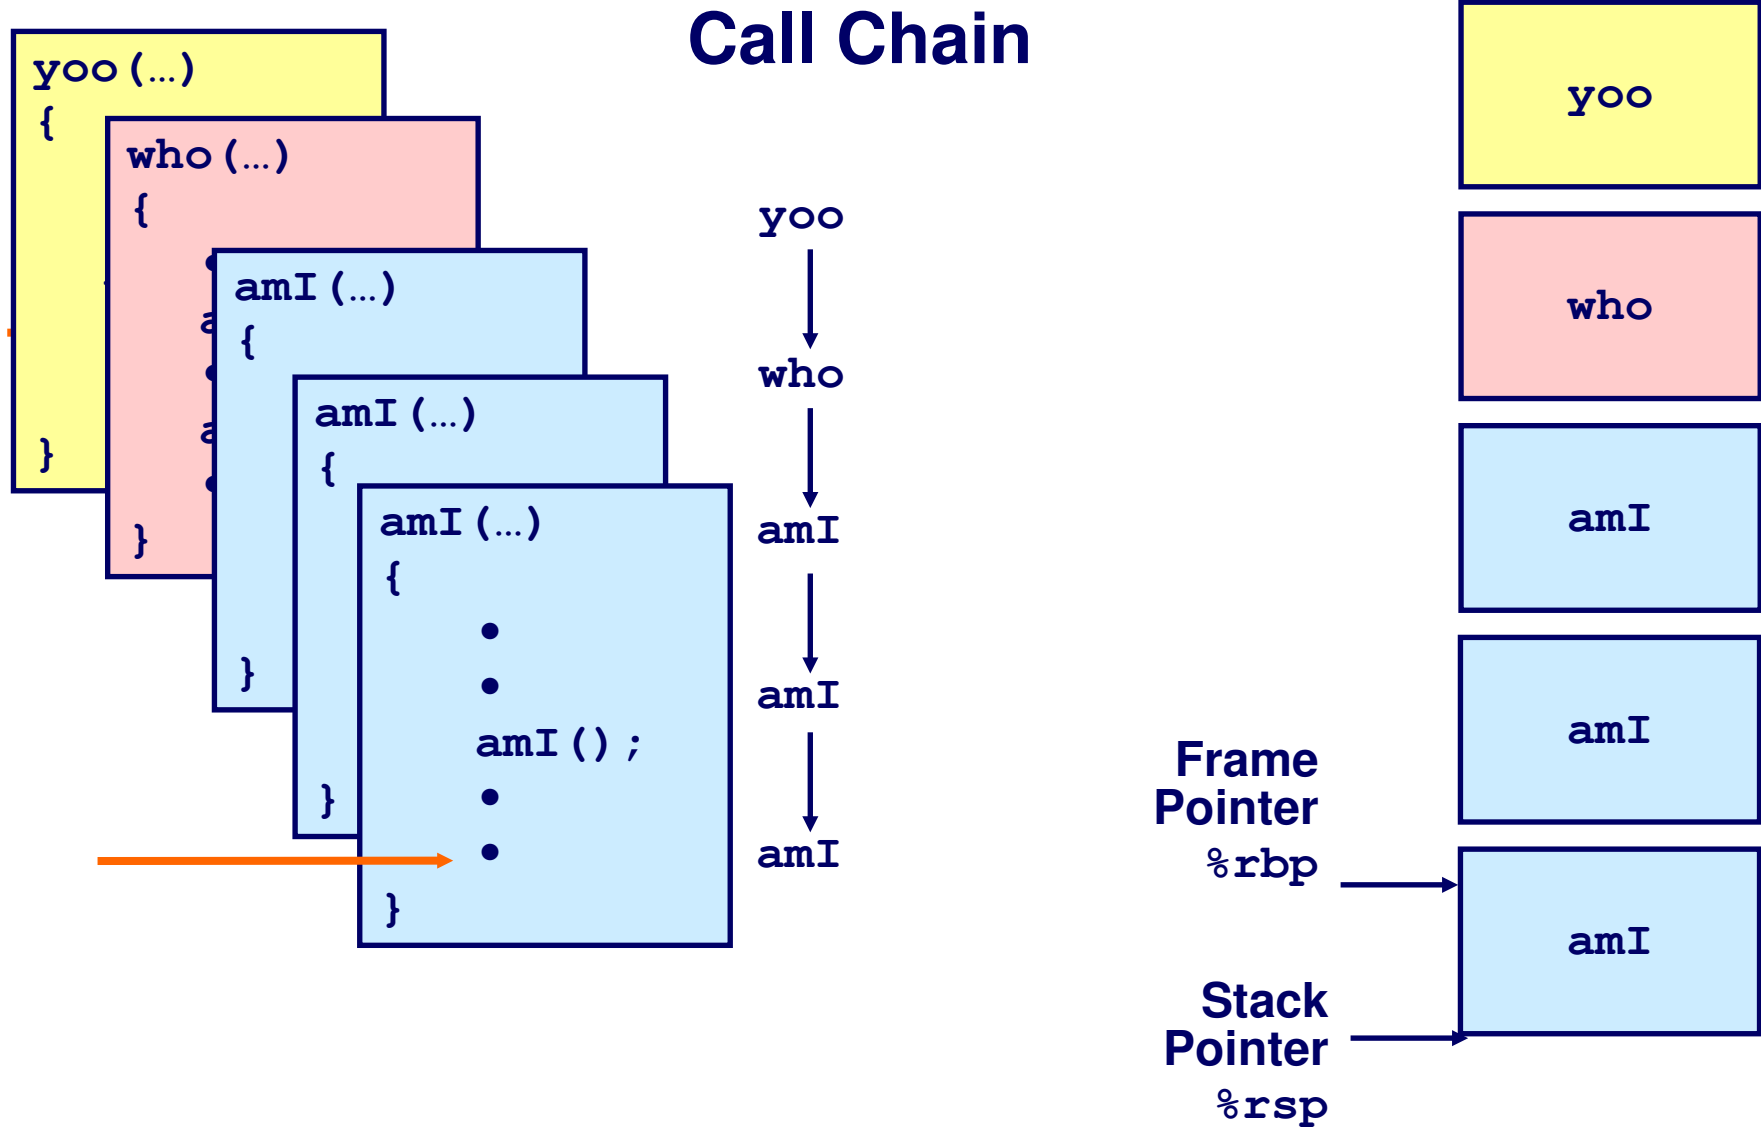 Call Chain
yoo(…)
{
}
who(…)
{
•
•
•
}
amI(…)
{
}
amI(…)
{
}
amI(…)
{
•
•
amI();
•
•
}
yoo
who
amI
amI
amI
yoo
who
amI
amI
amI
Frame
Pointer
%rbp
Stack
Pointer
%rsp